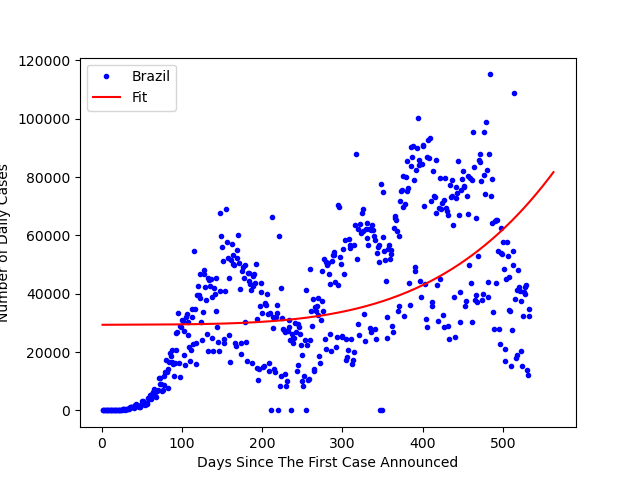 120000
100000
80000
60000
40000
20000
0
0 100 200 300 400 500
Number of Daily Cases
Days Since The First Case Announced
Brazil
Fit